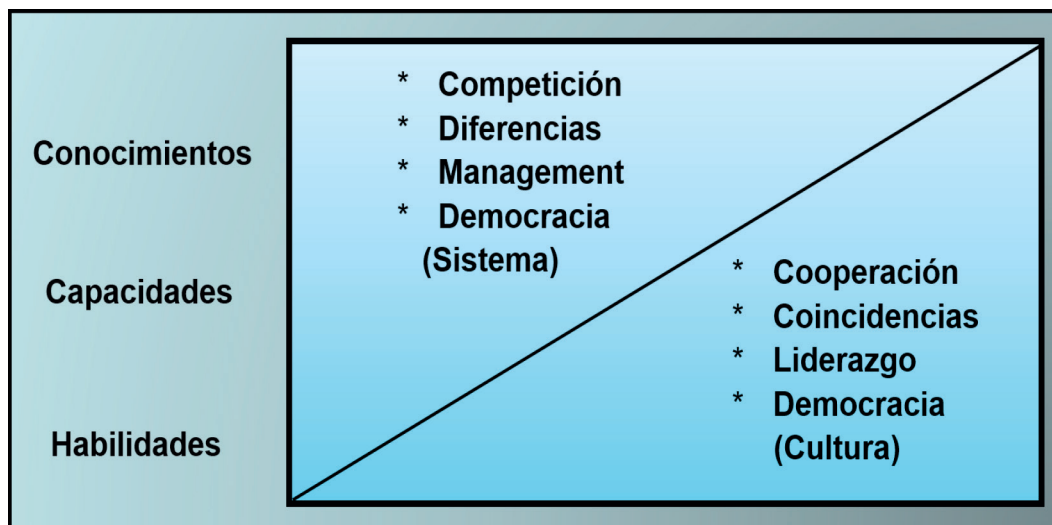 Conocimientos
Capacidades
Habilidades
* Competición
* Diferencias
* Management
* Democracia
(Sistema)
* Cooperación
* Coincidencias
* Liderazgo
* Democracia
(Cultura)